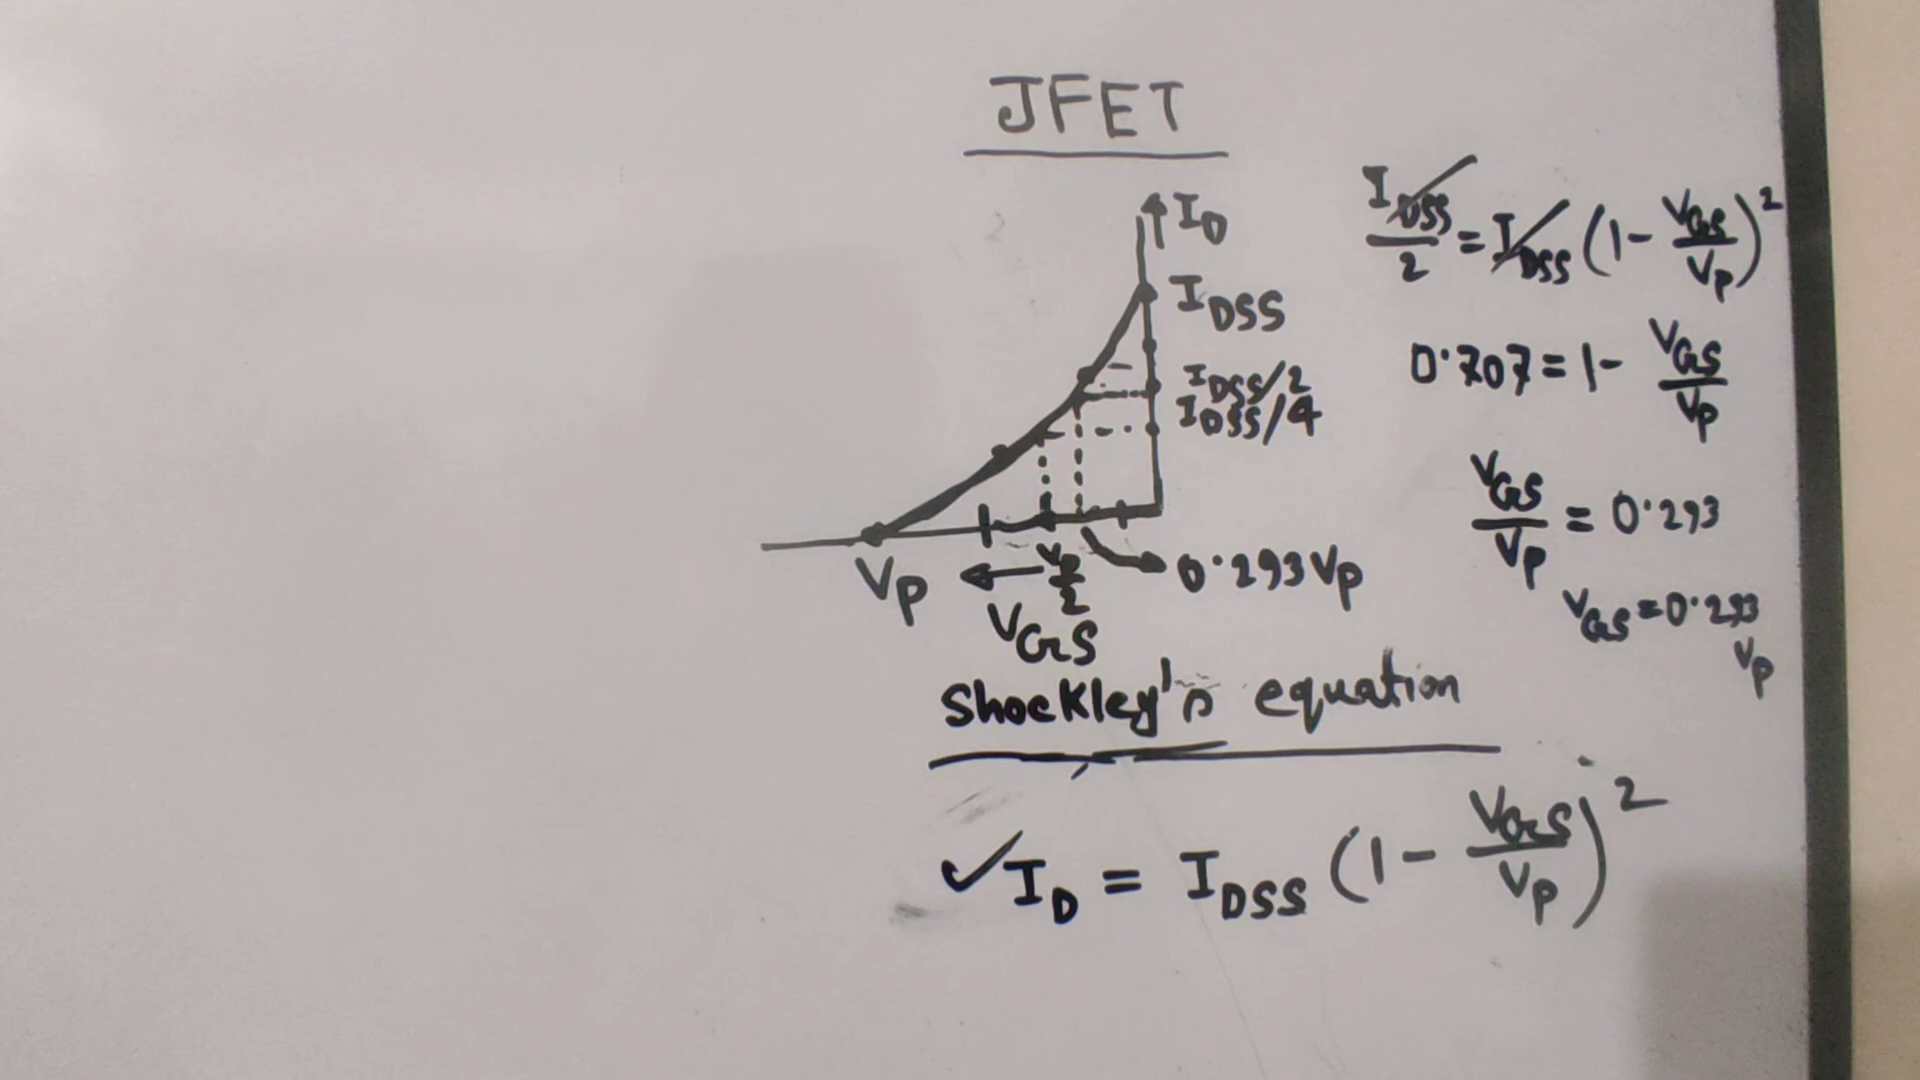 JFET
I_D
I_DSS
I_DSS/2
I_DSS/4
V_P
V_P/2
0.293V_P
V_GS
I_DSS/2 = I_DSS (1 - V_GS/V_P)^2
0.707 = 1 - V_GS/V_P
V_GS/V_P = 0.293
V_GS = 0.293
V_P
Shockley's equation
✓ I_D = I_DSS (1 - V_GS/V_P)^2